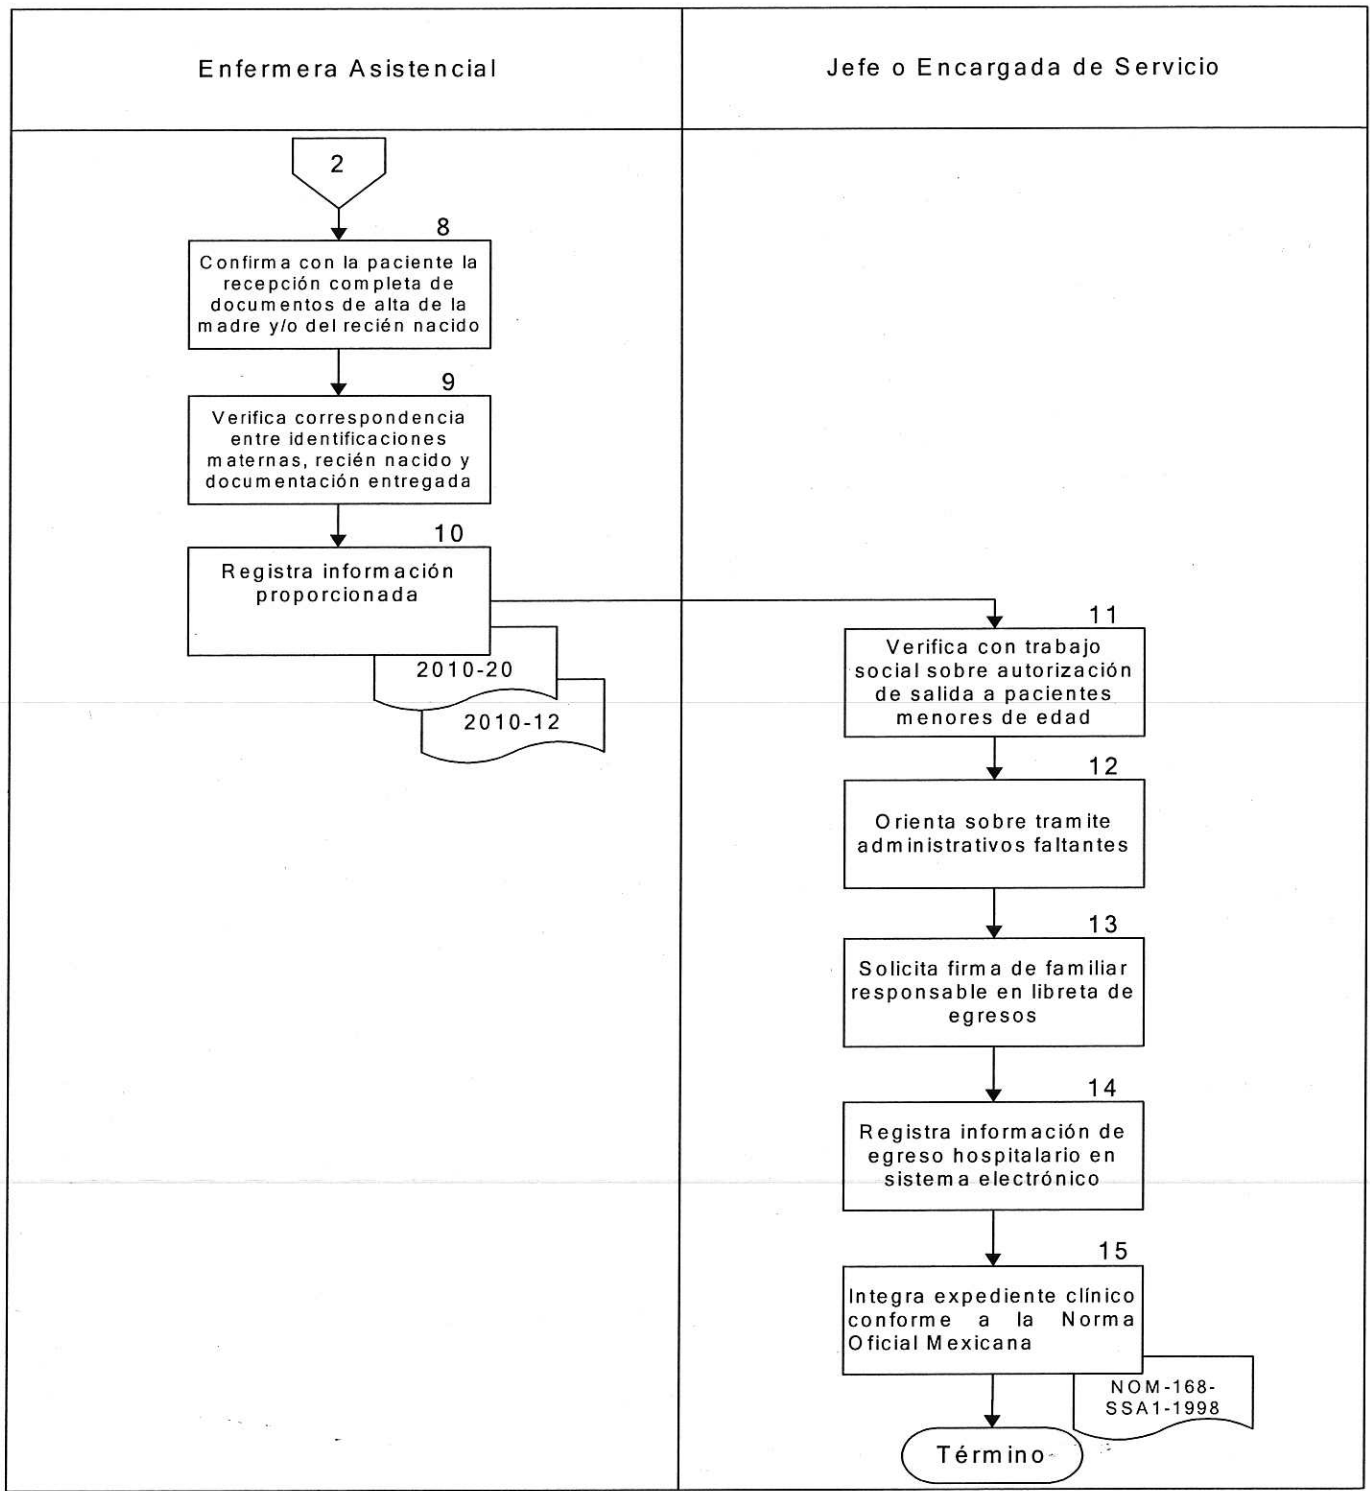 Enfermera Asistencial
Jefe o Encargada de Servicio
2
8
Confirma con la paciente la
recepción completa de
documentos de alta de la
madre y/o del recién nacido
9
Verifica correspondencia
entre identificaciones
maternas, recién nacido y
documentación entregada
10
Registra información
proporcionada
2010-20
2010-12
11
Verifica con trabajo
social sobre autorización
de salida a pacientes
menores de edad
12
Orienta sobre tramite
administrativos faltantes
13
Solicita firma de familiar
responsable en libreta de
egresos
14
Registra información de
egreso hospitalario en
sistema electrónico
15
Integra expediente clínico
conforme a la Norma
Oficial Mexicana
NOM-168-
SSA1-1998
Término